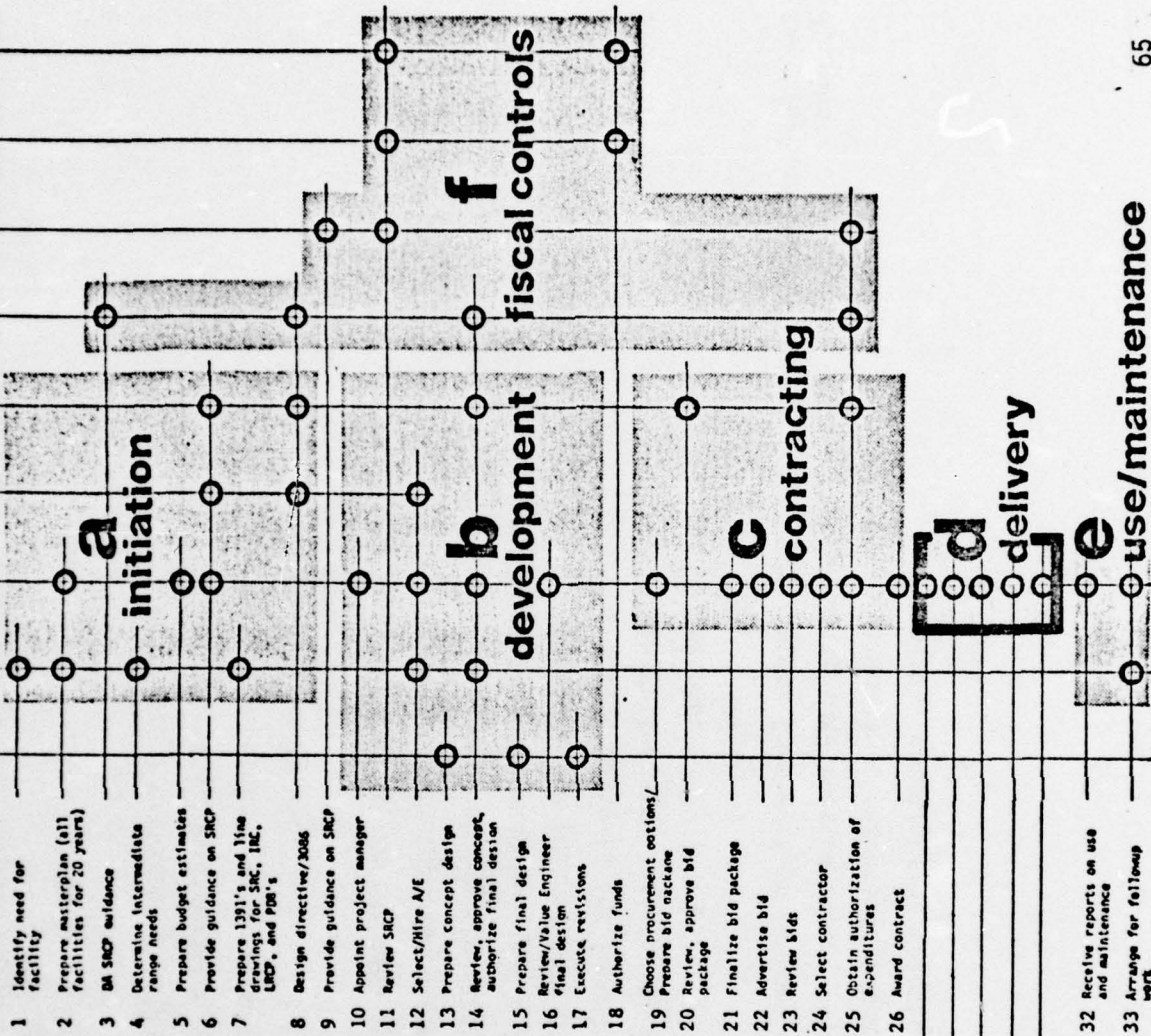 1 Identify need for
facility
2 Prepare masterplan (all
facilities for 20 years)
3 DA SRCP guidance
4 Determine intermediate
range needs
5 Prepare budget estimates
6 Provide guidance on SRCP
7 Prepare 1391's and line
drawings for SRC, IRC,
LRCP, and PDB's
8 Design directive/3086
9 Provide guidance on SRCP
10 Appoint project manager
11 Review SRCP
12 Select/Hire A/E
13 Prepare concept design
14 Review, approve concept,
authorize final design
15 Prepare final design
16 Review/Value Engineer
final design
17 Execute revisions
18 Authorize funds
19 Choose procurement options/
Prepare bid package
20 Review, approve bid
package
21 Finalize bid package
22 Advertise bid
23 Review bids
24 Select contractor
25 Obtain authorization of
expenditures
26 Award contract
32 Receive reports on use
and maintenance
33 Arrange for followup
work
a
initiation
b
development
c
contracting
d
delivery
e
use/maintenance
f
fiscal controls
65